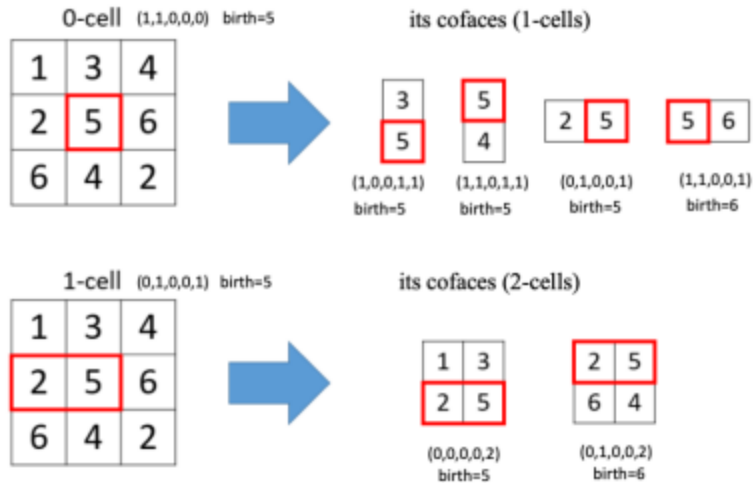 0-cell (1,1,0,0,0) birth=5
its cofaces (1-cells)
1 3 4
2 5 6
6 4 2
3
5
5
4
2 5
5 6
(1,0,0,1,1) (1,1,0,1,1) (0,1,0,0,1) (1,1,0,0,1)
birth=5 birth=5 birth=5 birth=6
1-cell (0,1,0,0,1) birth=5
its cofaces (2-cells)
1 3 4
2 5 6
6 4 2
1 3
2 5
2 5
6 4
(0,0,0,0,2) (0,1,0,0,2)
birth=5 birth=6